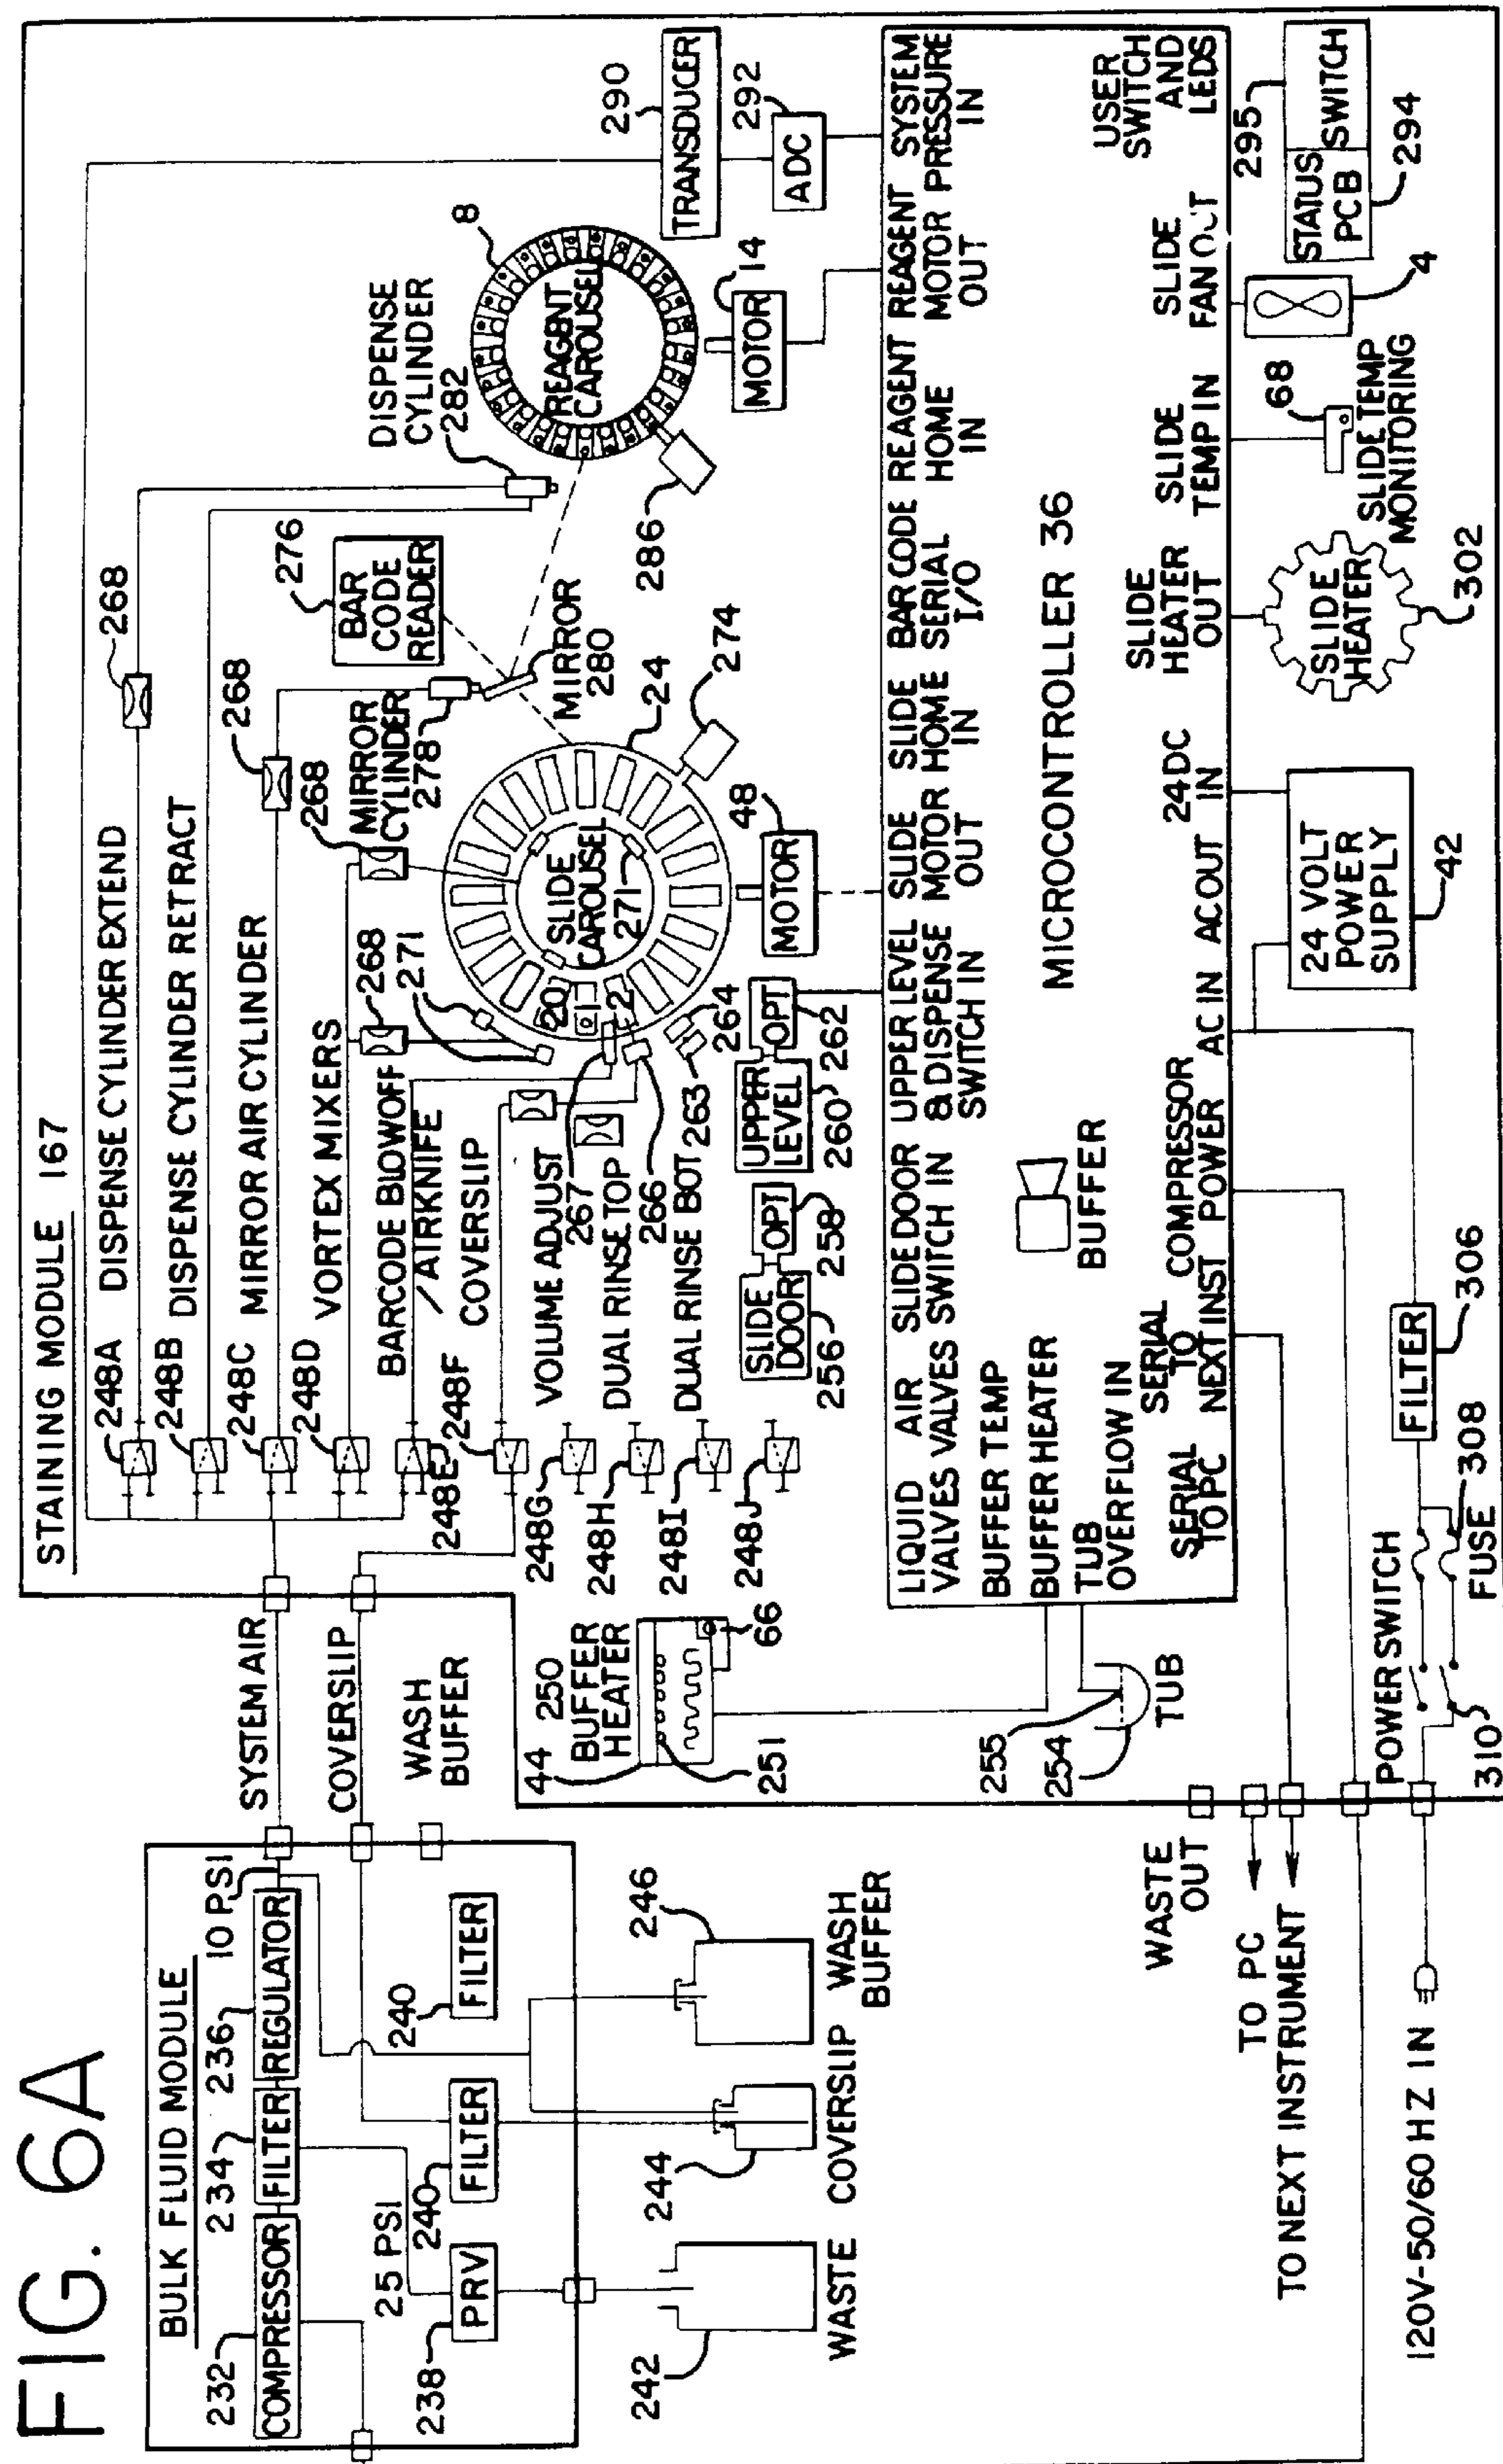 FIG. 6A
BULK FLUID MODULE
232
234
236
10 PSI
COMPRESSOR
FILTER
REGULATOR
25 PSI
240
240
238
PRV
FILTER
FILTER
242
244
246
WASTE
COVERSLIP
WASH
BUFFER
SYSTEM AIR
COVERSLIP
WASH
BUFFER
STAINING MODULE 167
248A
DISPENSE CYLINDER EXTEND
268
248B
DISPENSE CYLINDER RETRACT
248C
MIRROR AIR CYLINDER
268
248D
VORTEX MIXERS
268
268
271
248E
BARCODE BLOWOFF
/ AIRKNIFE
248F
COVERSLIP
248G
VOLUME ADJUST
267
248H
DUAL RINSE TOP
266
248I
DUAL RINSE BOT
263
264
248J
MIRROR
CYLINDER
278
276
BAR
CODE
READER
MIRROR
280
DISPENSE
CYLINDER
282
8
REAGENT
CAROUSEL
286
14
MOTOR
290
TRANSDUCER
292
ADC
20
1
2
SLIDE
CAROUSEL
271
24
274
48
MOTOR
SLIDE
DOOR
OPT
256
258
UPPER
LEVEL
OPT
260
262
44
250
BUFFER
HEATER
251
66
255
254
TUB
LIQUID
VALVES
AIR
VALVES
SLIDE DOOR
SWITCH IN
UPPER LEVEL
& DISPENSE
SWITCH IN
SLIDE
MOTOR
OUT
SLIDE
HOME
IN
BAR CODE
SERIAL
I/O
REAGENT
HOME
IN
REAGENT
MOTOR
OUT
SYSTEM
PRESSURE
IN
BUFFER TEMP
BUFFER HEATER
TUB
OVERFLOW IN
BUFFER
MICROCONTROLLER 36
USER
SWITCH
AND
LEDS
SERIAL
TO PC
SERIAL
TO
NEXT INST
COMPRESSOR
POWER
AC IN
AC OUT
24DC
IN
SLIDE
HEATER
OUT
SLIDE
TEMP IN
SLIDE
FAN OUT
295
STATUS
PCB
SWITCH
294
4
68
SLIDE TEMP
MONITORING
SLIDE
HEATER
302
24 VOLT
POWER
SUPPLY
42
FILTER
306
308
FUSE
POWER SWITCH
310
WASTE
OUT
TO PC
TO NEXT INSTRUMENT
120V-50/60 HZ IN